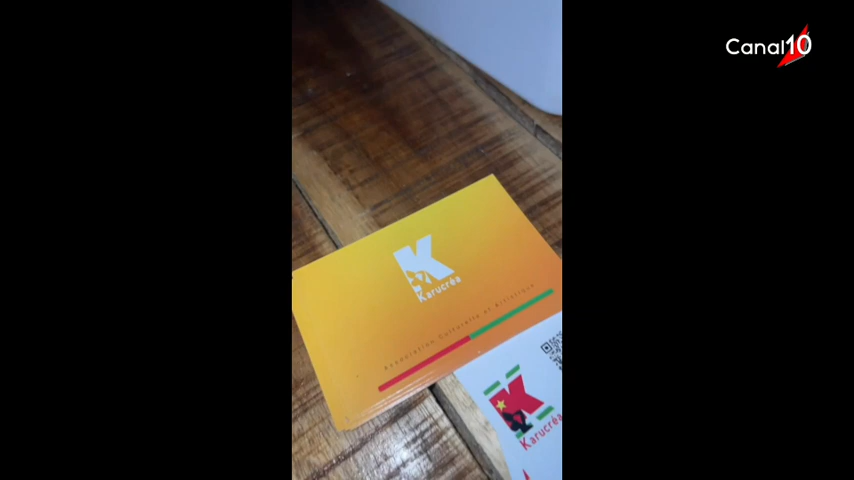 Canal10
K
Karucréa
Association Culturelle et Artistique
K
Karucréa